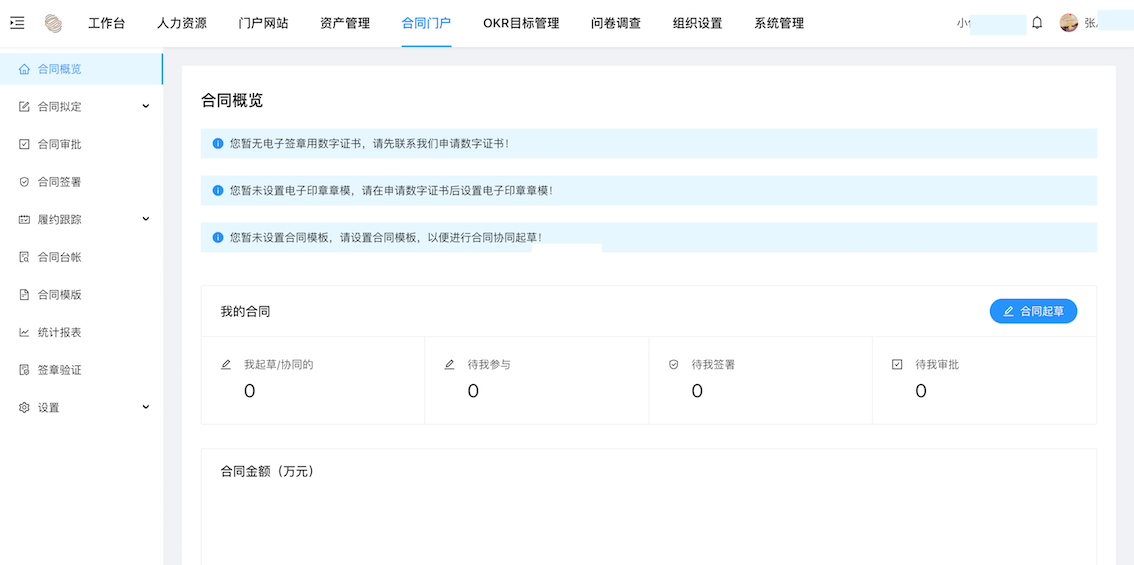 工作台 人力资源 门户网站 资产管理 合同门户 OKR目标管理 问卷调查 组织设置 系统管理 小 张
合同概览
合同拟定
合同审批
合同签署
履约跟踪
合同台帐
合同模版
统计报表
签章验证
设置
合同概览
您暂无电子签章用数字证书，请先联系我们申请数字证书！
您暂未设置电子印章章模，请在申请数字证书后设置电子印章章模！
您暂未设置合同模板，请设置合同模板，以便进行合同协同起草！
我的合同 合同起草
我起草/协同的 待我参与 待我签署 待我审批
0 0 0 0
合同金额（万元）